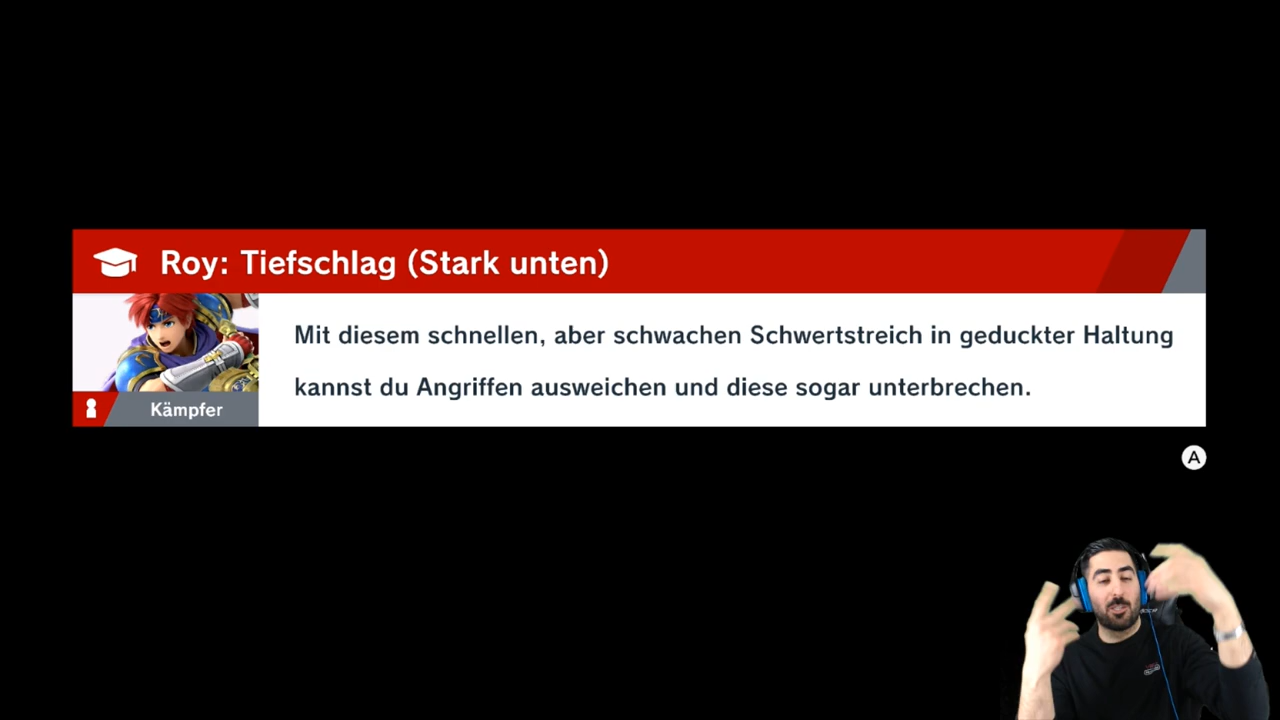 Roy: Tiefschlag (Stark unten)
Mit diesem schnellen, aber schwachen Schwertstreich in geduckter Haltung
kannst du Angriffen ausweichen und diese sogar unterbrechen.
Kämpfer
A